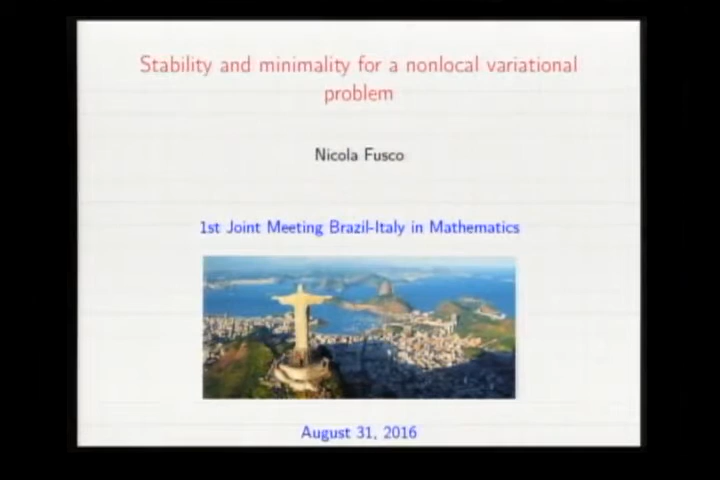 Stability and minimality for a nonlocal variational
problem
Nicola Fusco
1st Joint Meeting Brazil-Italy in Mathematics
August 31, 2016